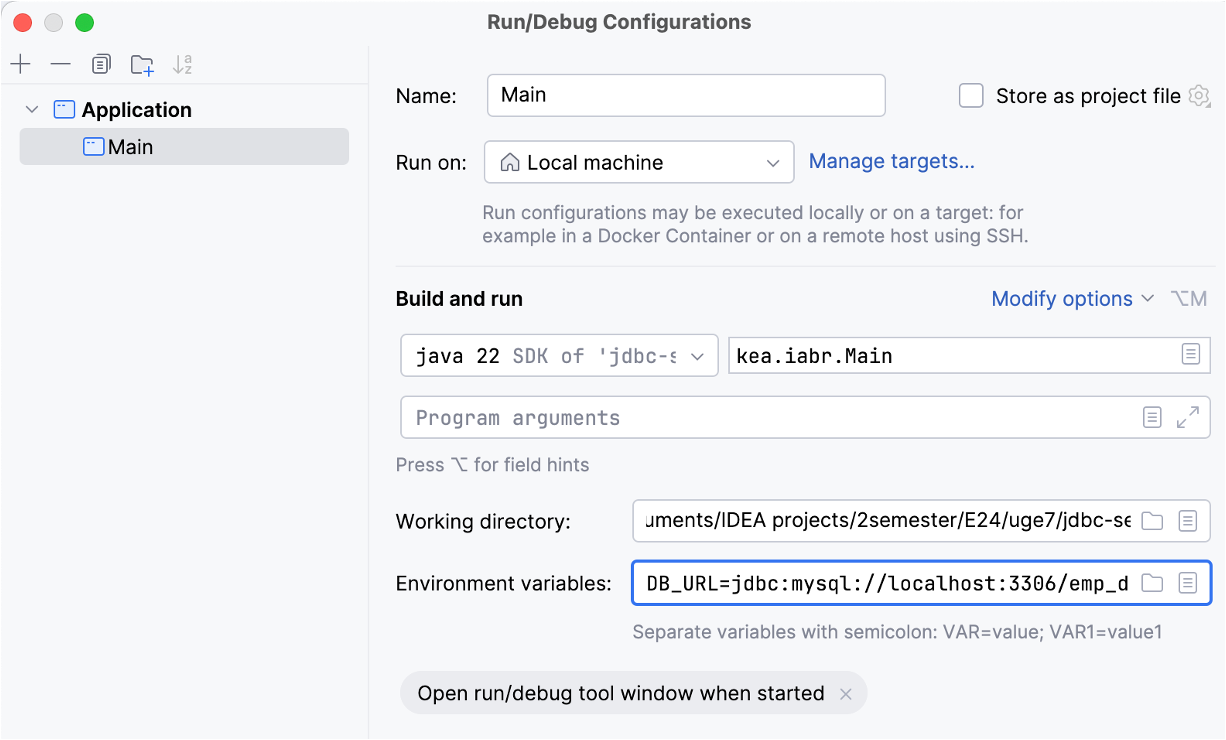 Run/Debug Configurations
Application
Main
Name:
Main
Store as project file
Run on:
Local machine
Manage targets...
Run configurations may be executed locally or on a target: for
example in a Docker Container or on a remote host using SSH.
Build and run
Modify options
⌥M
java 22 SDK of 'jdbc-s
kea.iabr.Main
Program arguments
Press ⌥ for field hints
Working directory:
uments/IDEA projects/2semester/E24/uge7/jdbc-se
Environment variables:
DB_URL=jdbc:mysql://localhost:3306/emp_d
Separate variables with semicolon: VAR=value; VAR1=value1
Open run/debug tool window when started